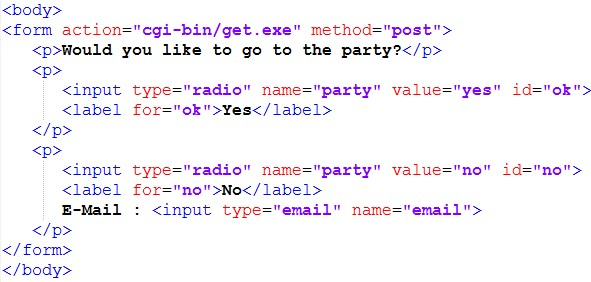 <body>
<form action="cgi-bin/get.exe" method="post">
<p>Would you like to go to the party?</p>
<p>
<input type="radio" name="party" value="yes" id="ok">
<label for="ok">Yes</label>
</p>
<p>
<input type="radio" name="party" value="no" id="no">
<label for="no">No</label>
E-Mail : <input type="email" name="email">
</p>
</form>
</body>